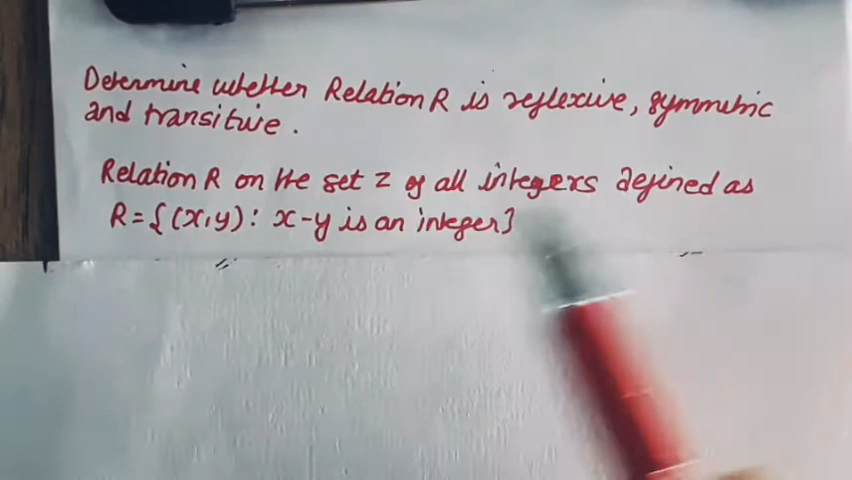 Determine whether Relation R is reflexive, symmetric
and transitive.
Relation R on the set Z of all integers defined as
R = {(x,y) : x-y is an integer}